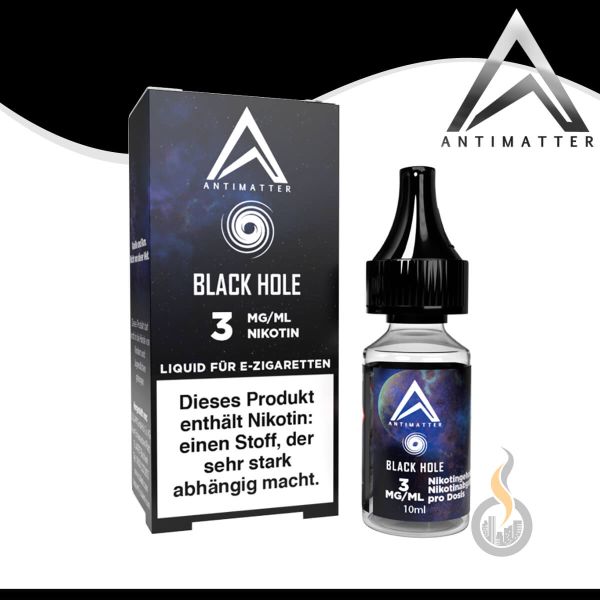 ANTIMATTER
ANTIMATTER
BLACK HOLE
3 MG/ML
NIKOTIN
LIQUID FÜR E-ZIGARETTEN
Dieses Produkt
enthält Nikotin:
einen Stoff, der
sehr stark
abhängig macht.
ANTIMATTER
BLACK HOLE
3
MG/ML
pro Dosis
10ml